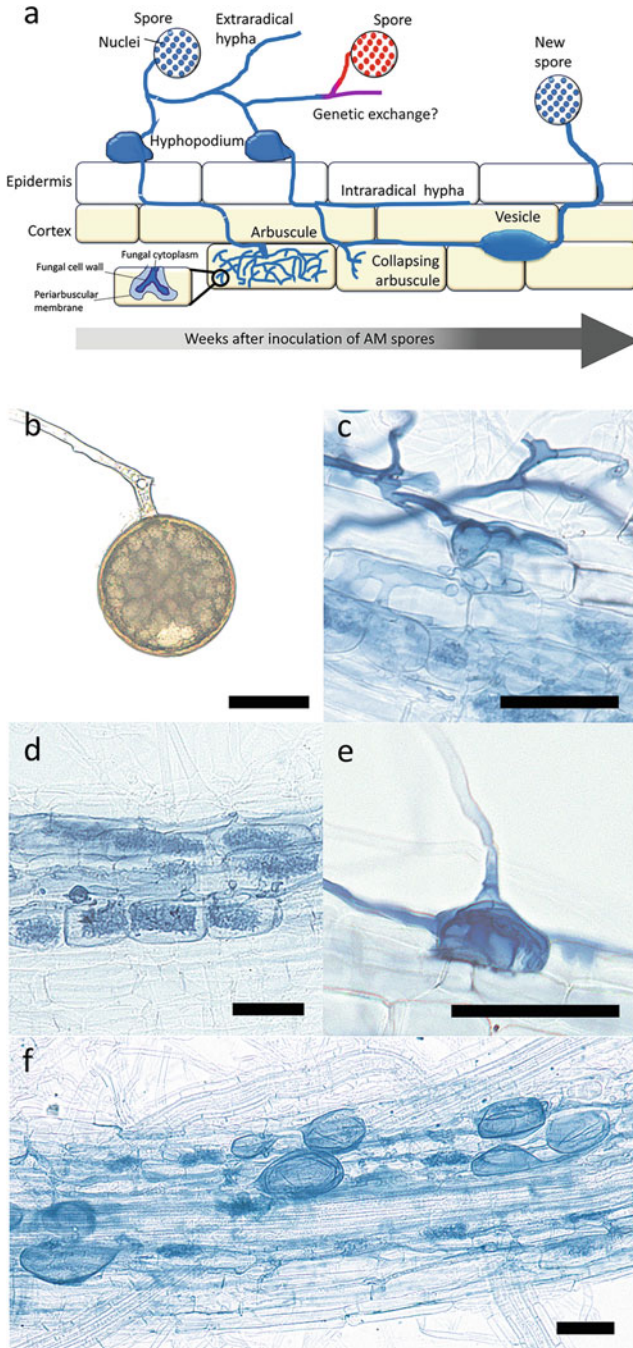 a
Spore
Extraradical
hypha
Spore
Nuclei
New
spore
Genetic exchange?
Hyphopodium
Epidermis
Intraradical hypha
Cortex
Arbuscule
Vesicle
Fungal cytoplasm
Fungal cell wall
Periarbuscular
membrane
Collapsing
arbuscule
Weeks after inoculation of AM spores
b
c
d
e
f